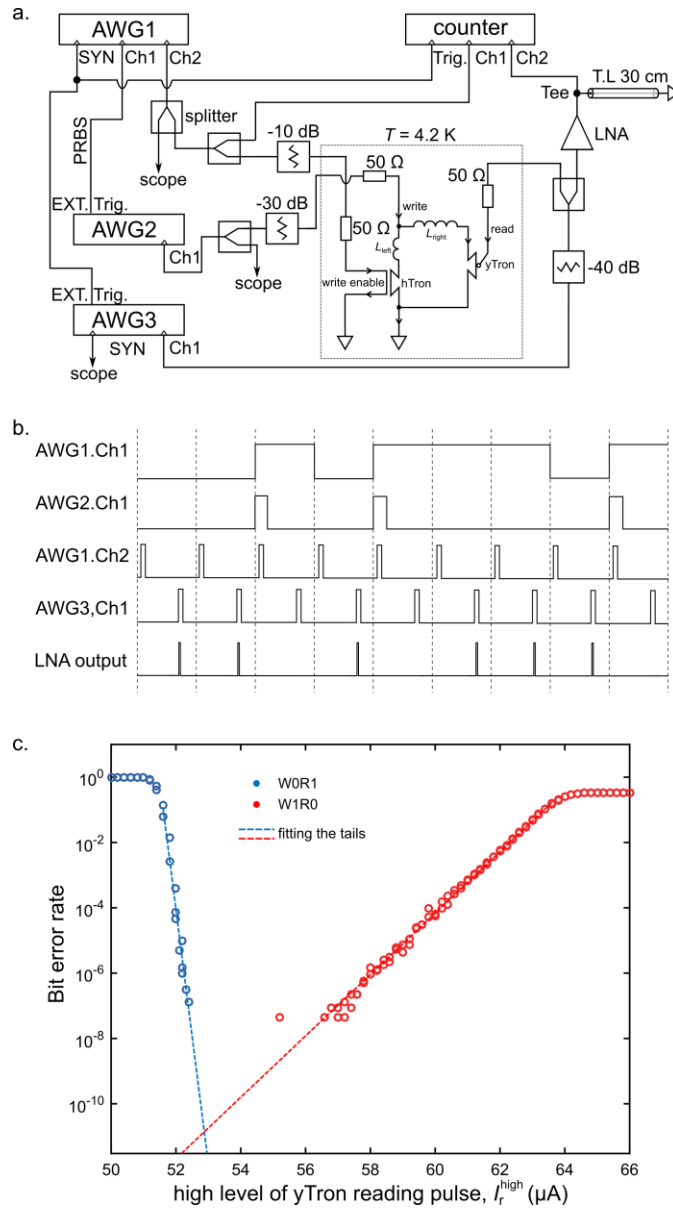 a.
AWG1
counter
SYN Ch1 Ch2
Trig. Ch1 Ch2
T.L 30 cm
Tee
splitter
LNA
PRBS
-10 dB
T = 4.2 K
scope
50 Ω
50 Ω
EXT. Trig.
-30 dB
write
AWG2
50 Ω
L_left
L_right
read
Ch1
yTron
-40 dB
write enable
hTron
scope
EXT. Trig.
AWG3
SYN
Ch1
scope
b.
AWG1.Ch1
AWG2.Ch1
AWG1.Ch2
AWG3,Ch1
LNA output
c.
10^0
W0R1
W1R0
fitting the tails
10^-2
10^-4
10^-6
10^-8
10^-10
Bit error rate
50 52 54 56 58 60 62 64 66
high level of yTron reading pulse, I_r^high (μA)